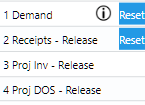 1 Demand ⓘ Reset
2 Receipts - Release Reset
3 Proj Inv - Release
4 Proj DOS - Release